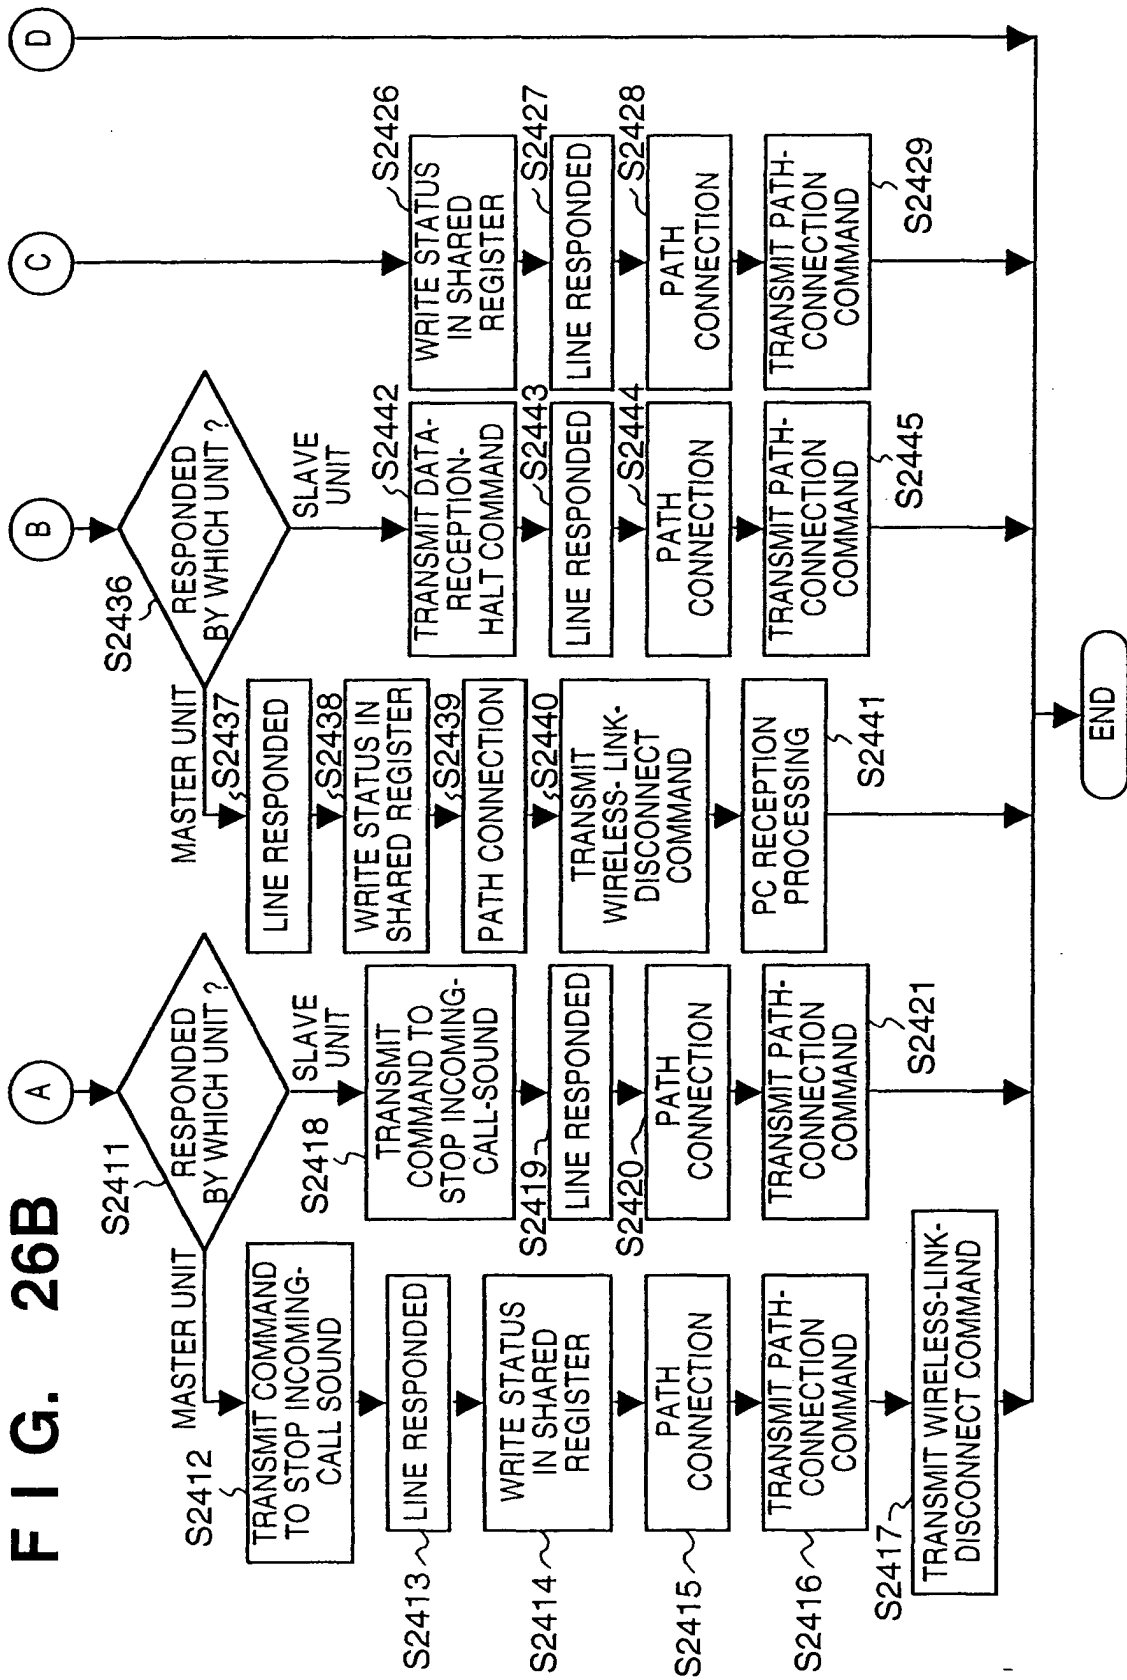 FIG. 26B
A
S2411
RESPONDED
BY WHICH UNIT ?
MASTER UNIT
SLAVE
UNIT
S2412
TRANSMIT COMMAND
TO STOP INCOMING-
CALL SOUND
S2413
LINE RESPONDED
S2414
WRITE STATUS
IN SHARED
REGISTER
S2415
PATH
CONNECTION
S2416
TRANSMIT PATH-
CONNECTION
COMMAND
S2417
TRANSMIT WIRELESS-LINK-
DISCONNECT COMMAND
S2418
TRANSMIT
COMMAND TO
STOP INCOMING-
CALL-SOUND
S2419
LINE RESPONDED
S2420
PATH
CONNECTION
TRANSMIT PATH-
CONNECTION
COMMAND
S2421
B
S2436
RESPONDED
BY WHICH UNIT ?
MASTER UNIT
SLAVE
UNIT
S2437
LINE RESPONDED
S2438
WRITE STATUS IN
SHARED REGISTER
S2439
PATH CONNECTION
S2440
TRANSMIT
WIRELESS- LINK-
DISCONNECT
COMMAND
PC RECEPTION
PROCESSING
S2441
S2442
TRANSMIT DATA-
RECEPTION-
HALT COMMAND
S2443
LINE RESPONDED
S2444
PATH
CONNECTION
TRANSMIT PATH-
CONNECTION
COMMAND
S2445
C
S2426
WRITE STATUS
IN SHARED
REGISTER
S2427
LINE RESPONDED
S2428
PATH
CONNECTION
TRANSMIT PATH-
CONNECTION
COMMAND
S2429
D
END